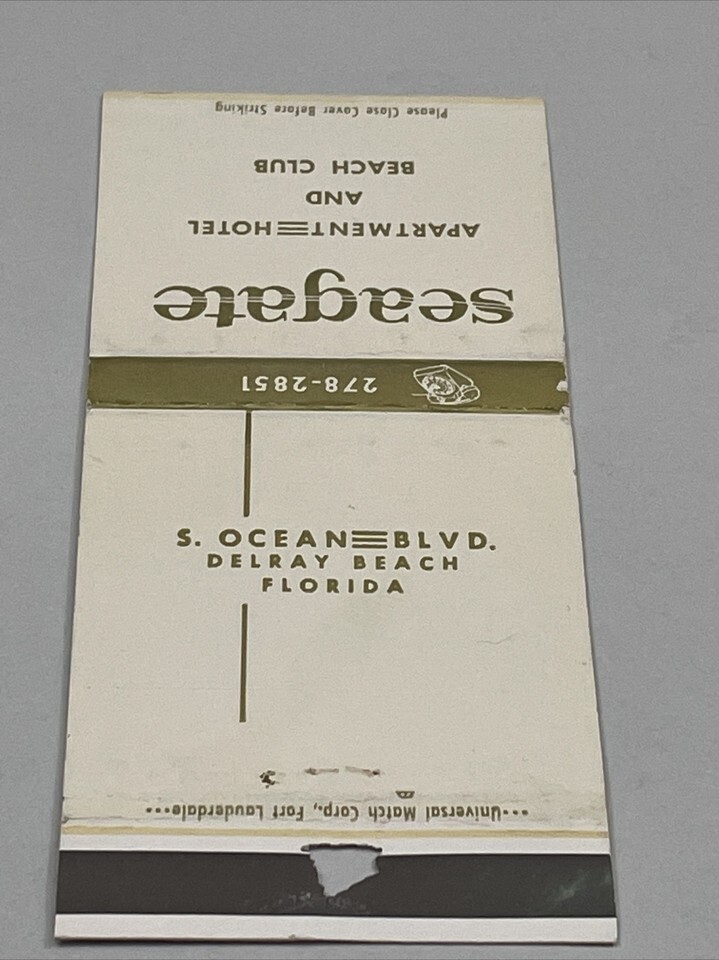 Please Close Cover Before Striking
seagate
APARTMENT HOTEL
AND
BEACH CLUB
278-2851
S. OCEAN BLVD.
DELRAY BEACH
FLORIDA
···Universal Match Corp., Fort Lauderdale···